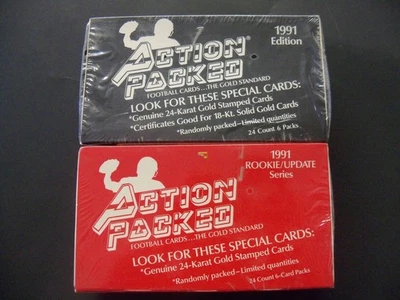 ACTION PACKED®
1991
Edition
FOOTBALL CARDS...THE GOLD STANDARD
LOOK FOR THESE SPECIAL CARDS:
*Genuine 24-Karat Gold Stamped Cards
*Certificates Good For 18-Kt. Solid Gold Cards
*Randomly packed–Limited quantities
24 Count 6 Packs
1991
ROOKIE/UPDATE
Series
ACTION
PACKED
FOOTBALL CARDS...THE GOLD STANDARD
LOOK FOR THESE SPECIAL CARDS:
*Genuine 24-Karat Gold Stamped Cards
*Randomly packed–Limited quantities
24 Count 6-Card Packs